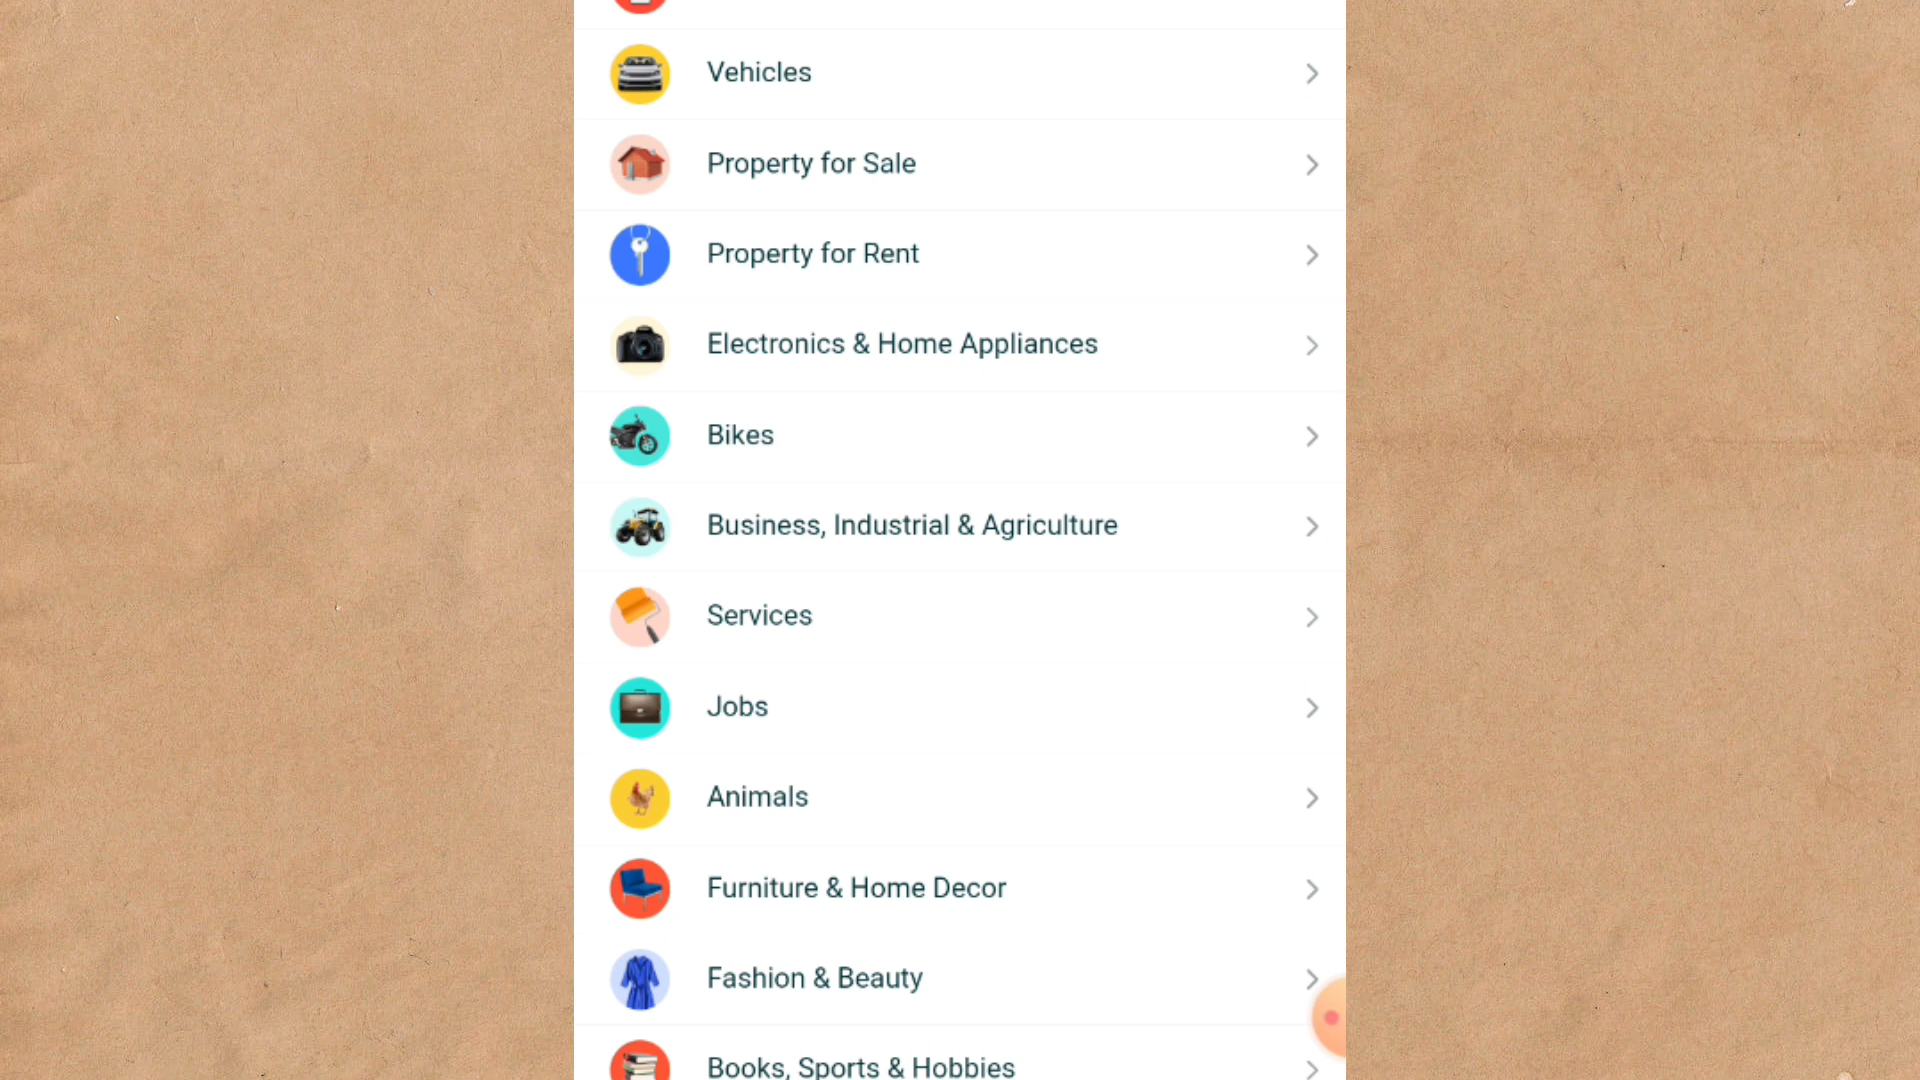 Vehicles
Property for Sale
Property for Rent
Electronics & Home Appliances
Bikes
Business, Industrial & Agriculture
Services
Jobs
Animals
Furniture & Home Decor
Fashion & Beauty
Books, Sports & Hobbies